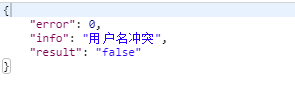 {
    "error": 0,
    "info": "用户名冲突",
    "result": "false"
}